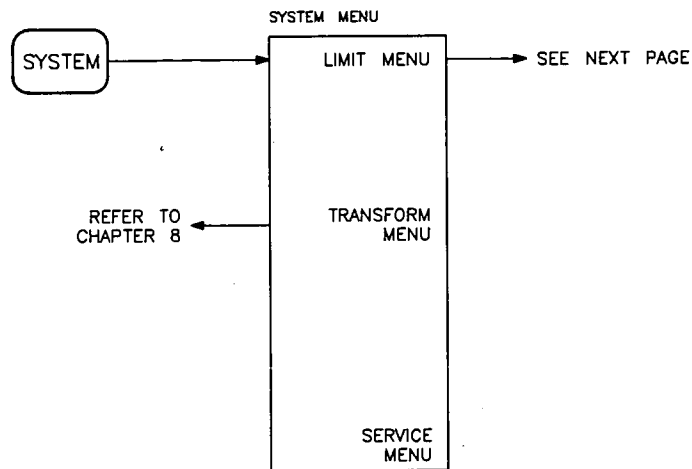 SYSTEM MENU
SYSTEM
LIMIT MENU
SEE NEXT PAGE
REFER TO
CHAPTER 8
TRANSFORM
MENU
SERVICE
MENU